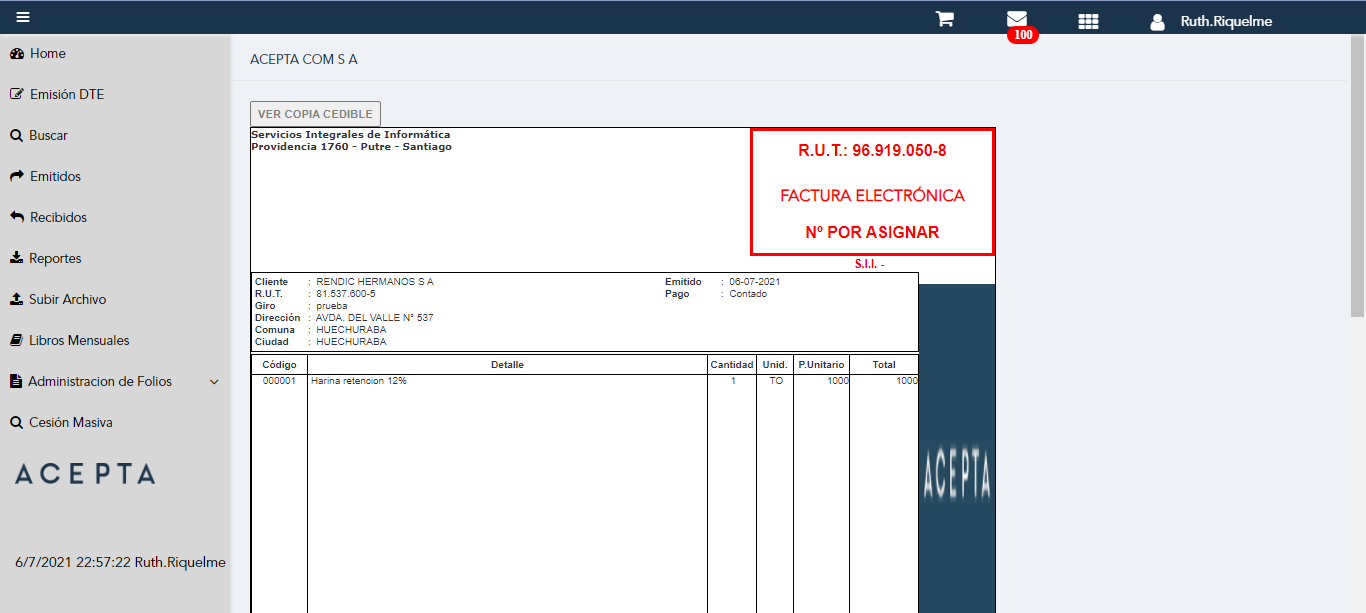 Ruth.Riquelme
100
Home
Emisión DTE
Buscar
Emitidos
Recibidos
Reportes
Subir Archivo
Libros Mensuales
Administracion de Folios
Cesión Masiva
ACEPTA
6/7/2021 22:57:22 Ruth.Riquelme
ACEPTA COM S A
VER COPIA CEDIBLE
Servicios Integrales de Informática
Providencia 1760 - Putre - Santiago
R.U.T.: 96.919.050-8
FACTURA ELECTRÓNICA
Nº POR ASIGNAR
S.I.I. -
Cliente : RENDIC HERMANOS S A Emitido : 06-07-2021
R.U.T. : 81.537.600-5 Pago : Contado
Giro : prueba
Dirección : AVDA. DEL VALLE N° 537
Comuna : HUECHURABA
Ciudad : HUECHURABA
Código Detalle Cantidad Unid. P.Unitario Total
000001 Harina retencion 12% 1 TO 1000 1000
ACEPTA